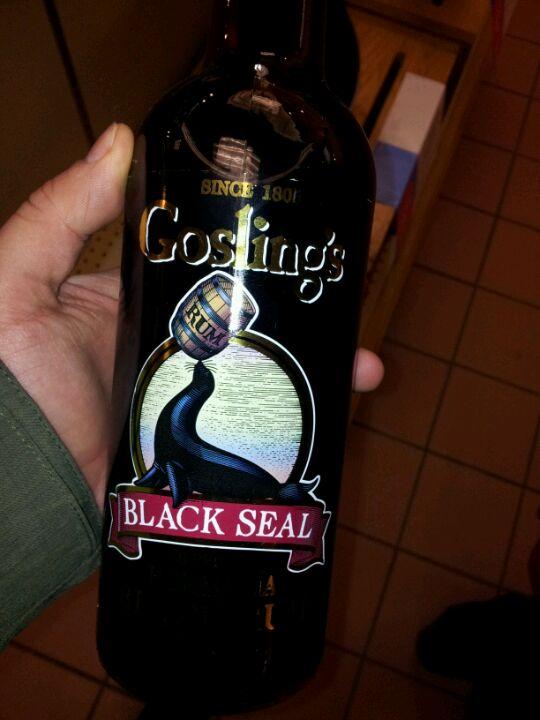 SINCE 1806
Gosling's
RUM
BLACK SEAL